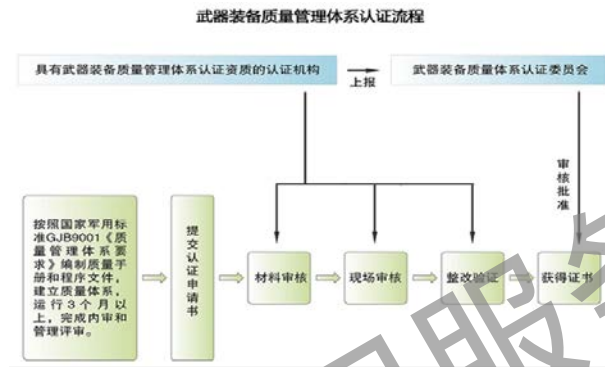 武器装备质量管理体系认证流程
具有武器装备质量管理体系认证资质的认证机构
上报
武器装备质量体系认证委员会
审核批准
按照国家军用标
准GJB9001《质
量管理体系要
求》编制质量手
册和程序文件，
建立质量体系，
运行3个月以
上，完成内审和
管理评审。
提交认证申请书
材料审核
现场审核
整改验证
获得证书